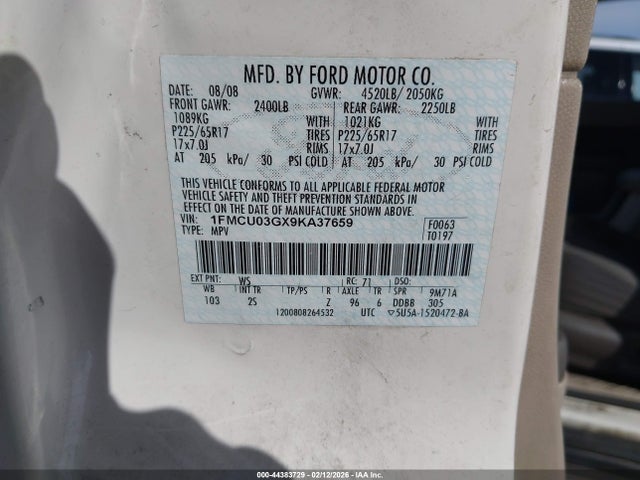 MFD. BY FORD MOTOR CO.
DATE: 08/08 GVWR: 4520LB/ 2050KG
FRONT GAWR: 2400LB REAR GAWR: 2250LB
1089KG WITH 1021KG WITH
P225/65R17 TIRES P225/65R17 TIRES
17x7.0J RIMS 17x7.0J RIMS
AT 205 kPa/ 30 PSI COLD AT 205 kPa/ 30 PSI COLD
THIS VEHICLE CONFORMS TO ALL APPLICABLE FEDERAL MOTOR
VEHICLE SAFETY AND THEFT PREVENTION STANDARDS IN
EFFECT ON THE DATE OF MANUFACTURE SHOWN ABOVE.
VIN: 1FMCU03GX9KA37659 F0063
TYPE: MPV T0197
EXT PNT: WS RC: 71 DSO:
WB INT TR TP/PS R AXLE TR SPR 9M71A
103 2S Z 96 6 DDBB 305
1200808264532 UTC ▽5U5A-1520472-BA
000-44383729 - 02/12/2026 - IAA, Inc.